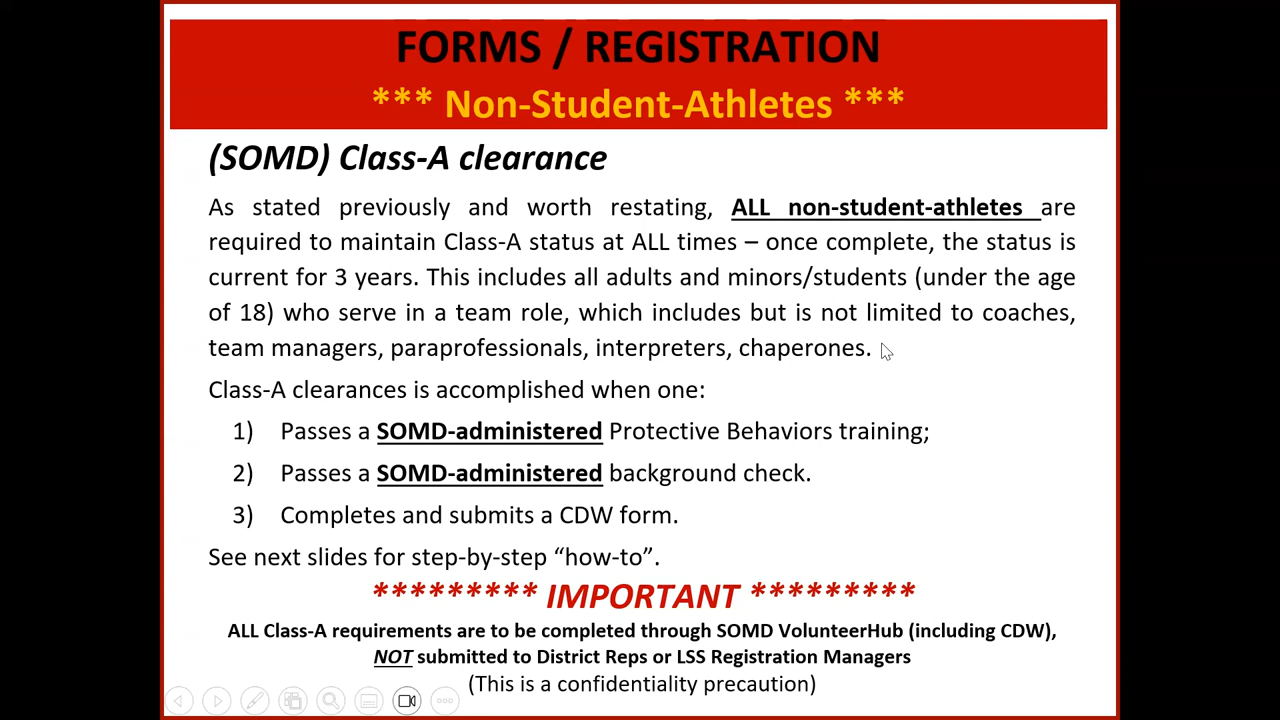 FORMS / REGISTRATION
*** Non-Student-Athletes ***
(SOMD) Class-A clearance
As stated previously and worth restating, ALL non-student-athletes are
required to maintain Class-A status at ALL times – once complete, the status is
current for 3 years. This includes all adults and minors/students (under the age
of 18) who serve in a team role, which includes but is not limited to coaches,
team managers, paraprofessionals, interpreters, chaperones.
Class-A clearances is accomplished when one:
1) Passes a SOMD-administered Protective Behaviors training;
2) Passes a SOMD-administered background check.
3) Completes and submits a CDW form.
See next slides for step-by-step “how-to”.
********* IMPORTANT *********
ALL Class-A requirements are to be completed through SOMD VolunteerHub (including CDW),
NOT submitted to District Reps or LSS Registration Managers
(This is a confidentiality precaution)